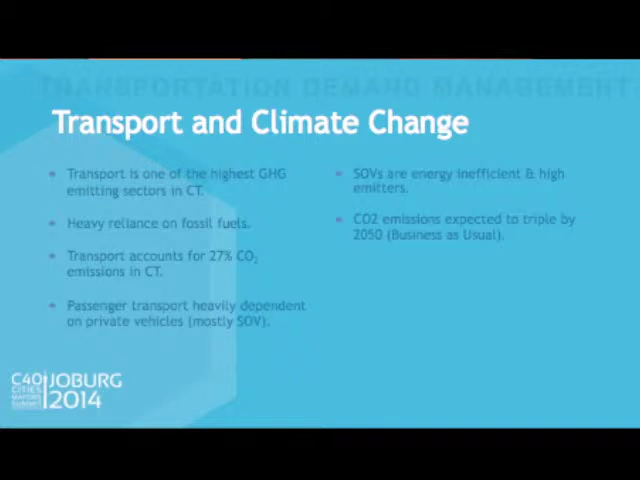 TRANSPORTATION DEMAND MANAGEMENT
Transport and Climate Change
Transport is one of the highest GHG
emitting sectors in CT.
Heavy reliance on fossil fuels.
Transport accounts for 27% CO₂
emissions in CT.
Passenger transport heavily dependent
on private vehicles (mostly SOV).
SOVs are energy inefficient & high
emitters.
CO2 emissions expected to triple by
2050 (Business as Usual).
C40
CITIES
MAYORS
SUMMIT
JOBURG
2014